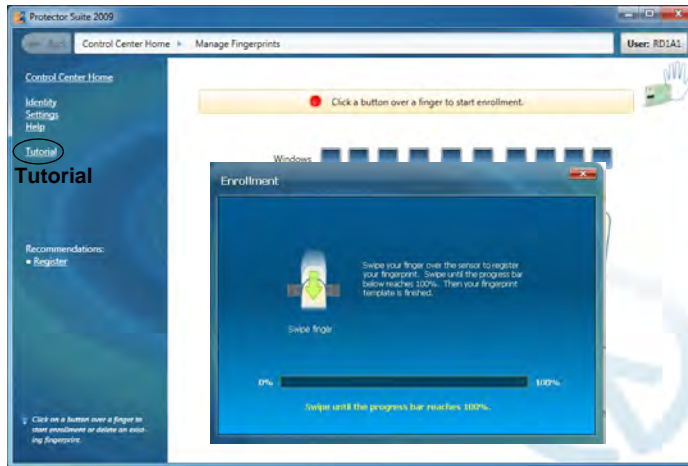 Protector Suite 2009
Back
Control Center Home
Manage Fingerprints
User: RD1A1
Control Center Home
Identity
Settings
Help
Tutorial
Tutorial
Recommendations:
Register
Click on a button over a finger to
start enrollment or delete an exist-
ing fingerprint.
Click a button over a finger to start enrollment.
Windows
Enrollment
Swipe your finger over the sensor to register
your fingerprint. Swipe until the progress bar
below reaches 100%. Then your fingerprint
template is finished.
Swipe finger
0%
100%
Swipe until the progress bar reaches 100%.